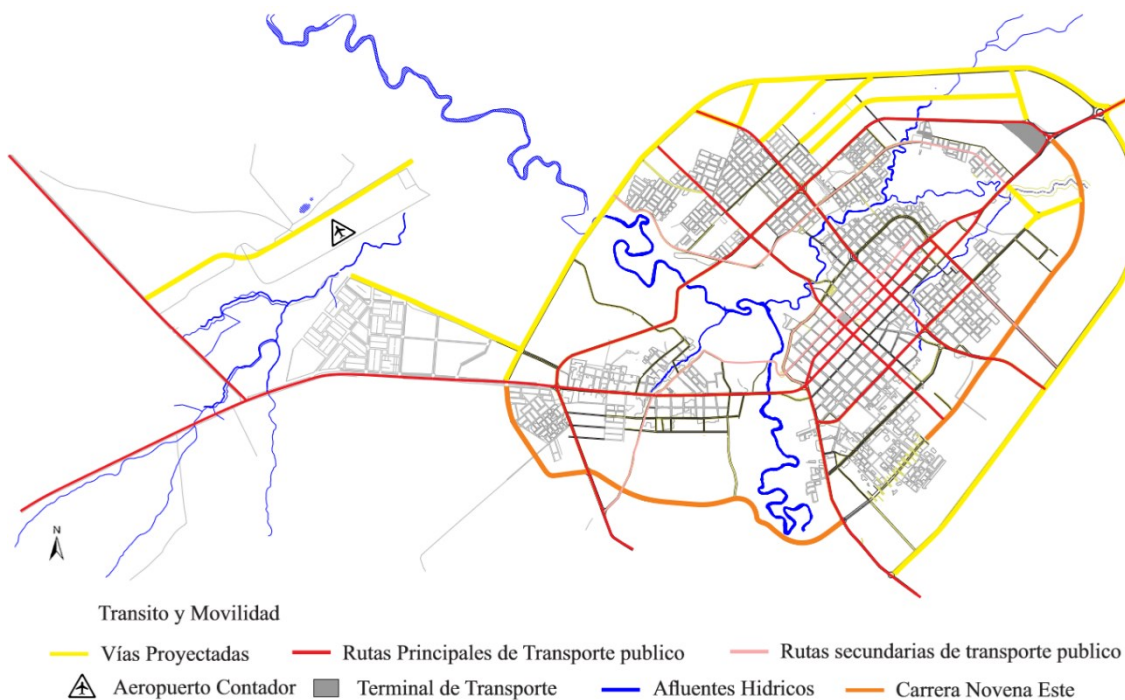 N
Transito y Movilidad
Vías Proyectadas Rutas Principales de Transporte publico Rutas secundarias de transporte publico
Aeropuerto Contador Terminal de Transporte Afluentes Hidricos Carrera Novena Este